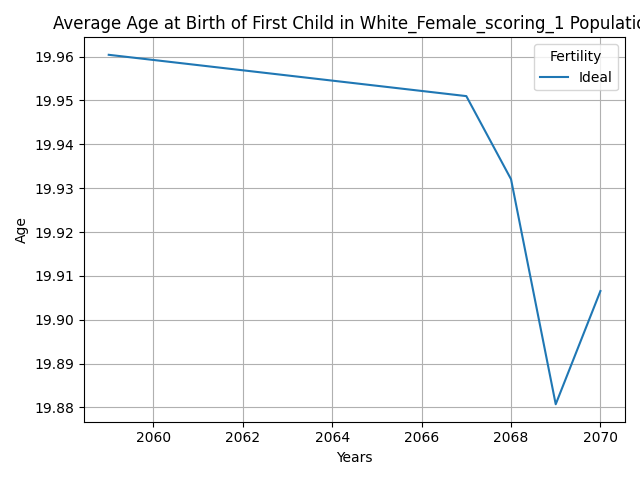 Average Age at Birth of First Child in White_Female_scoring_1 Populatio
Fertility
Ideal
19.96
19.95
19.94
19.93
19.92
19.91
19.90
19.89
19.88
Age
2060 2062 2064 2066 2068 2070
Years